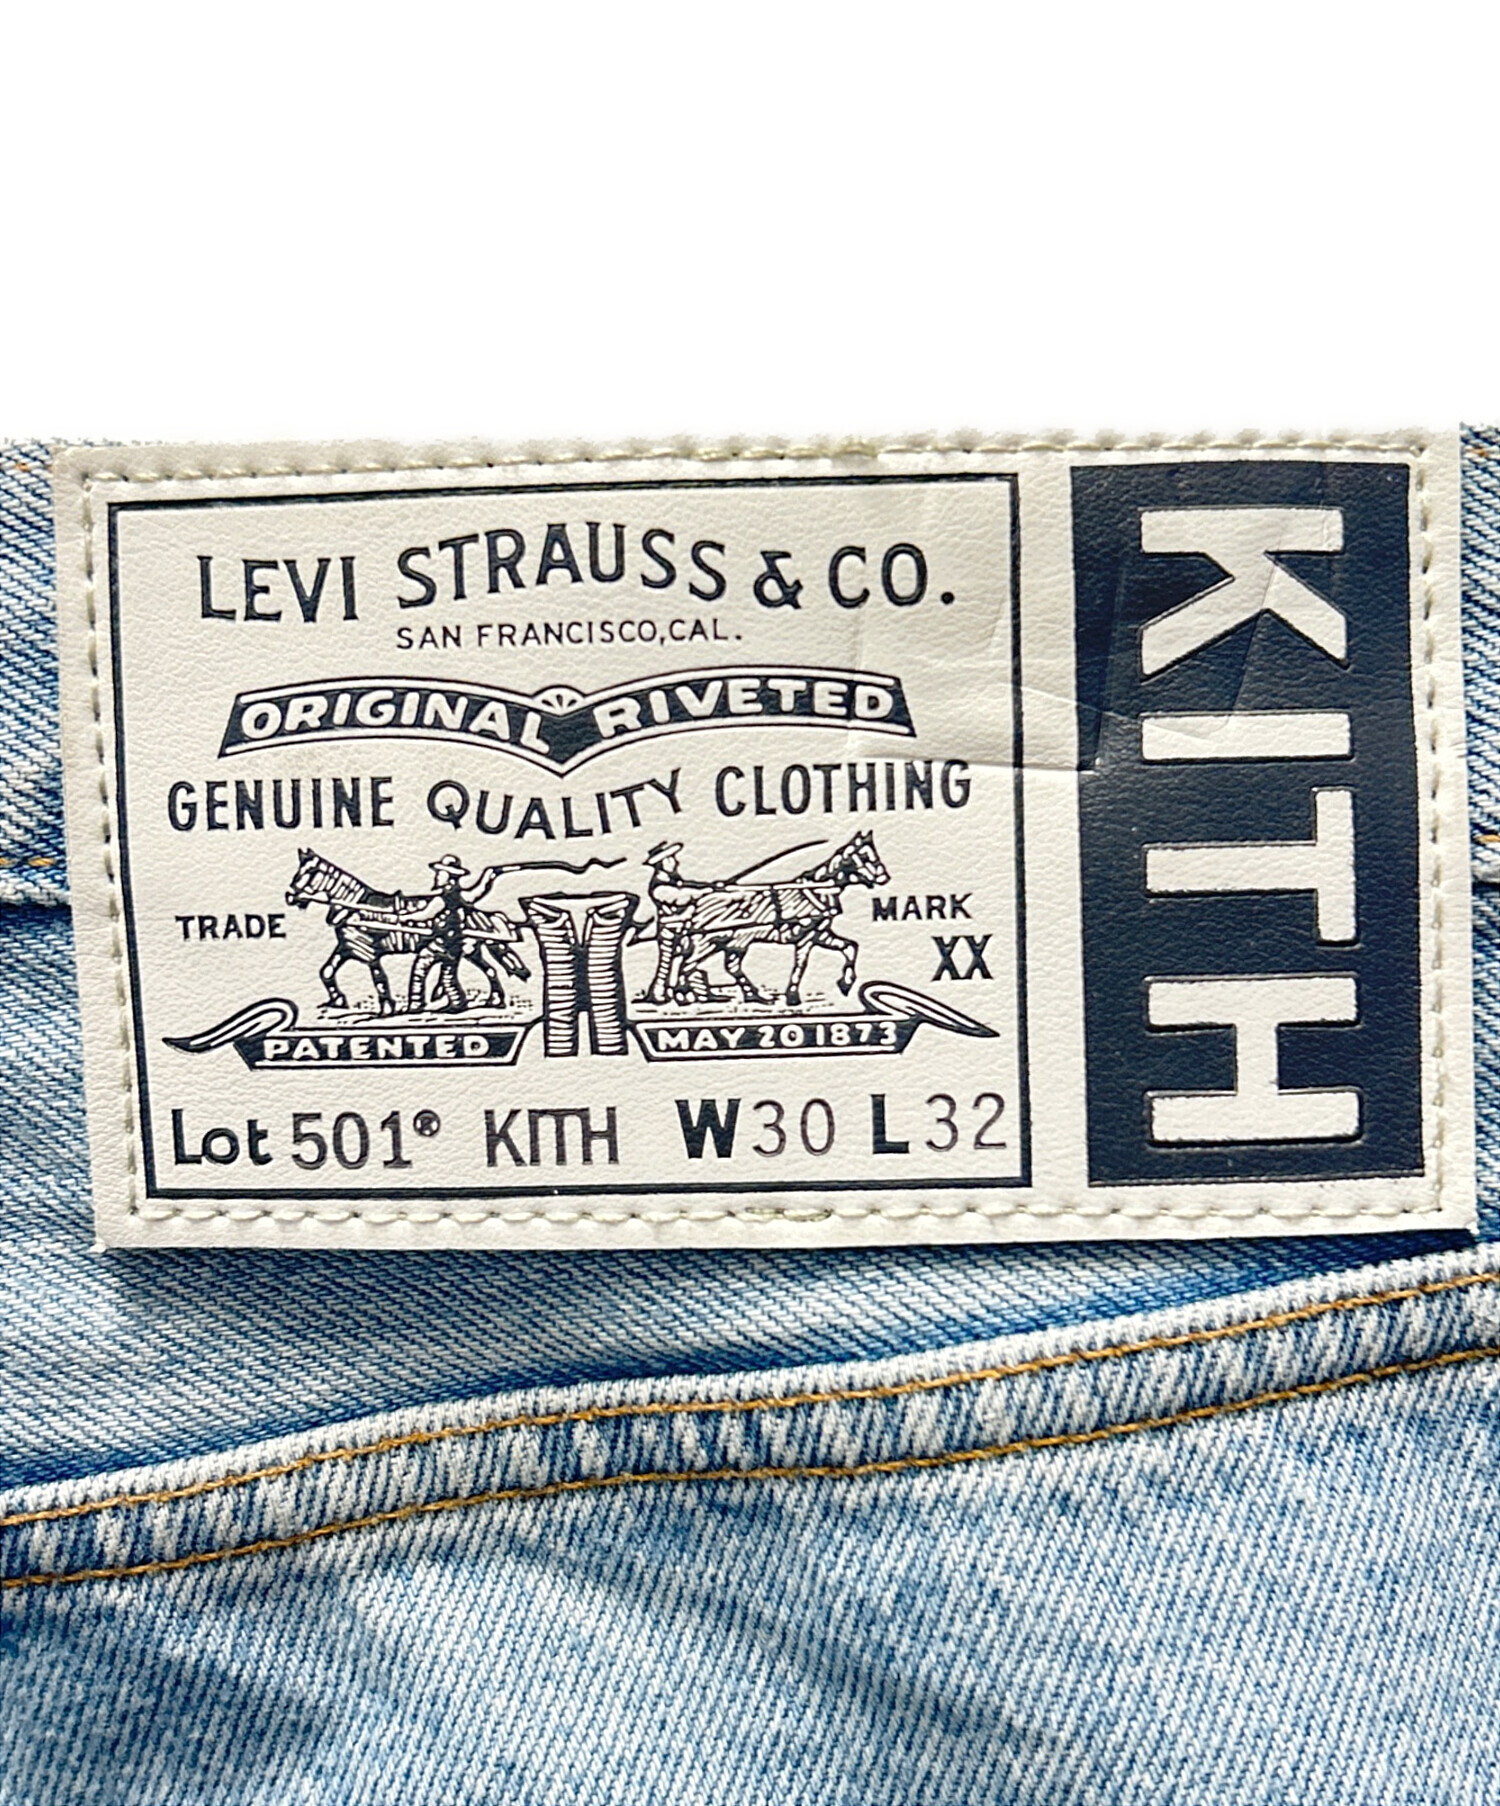 LEVI STRAUSS & CO.
SAN FRANCISCO, CAL.
ORIGINAL RIVETED
GENUINE QUALITY CLOTHING
TRADE MARK
XX
PATENTED MAY 20 1873
Lot 501® KITH W30 L32
KITH